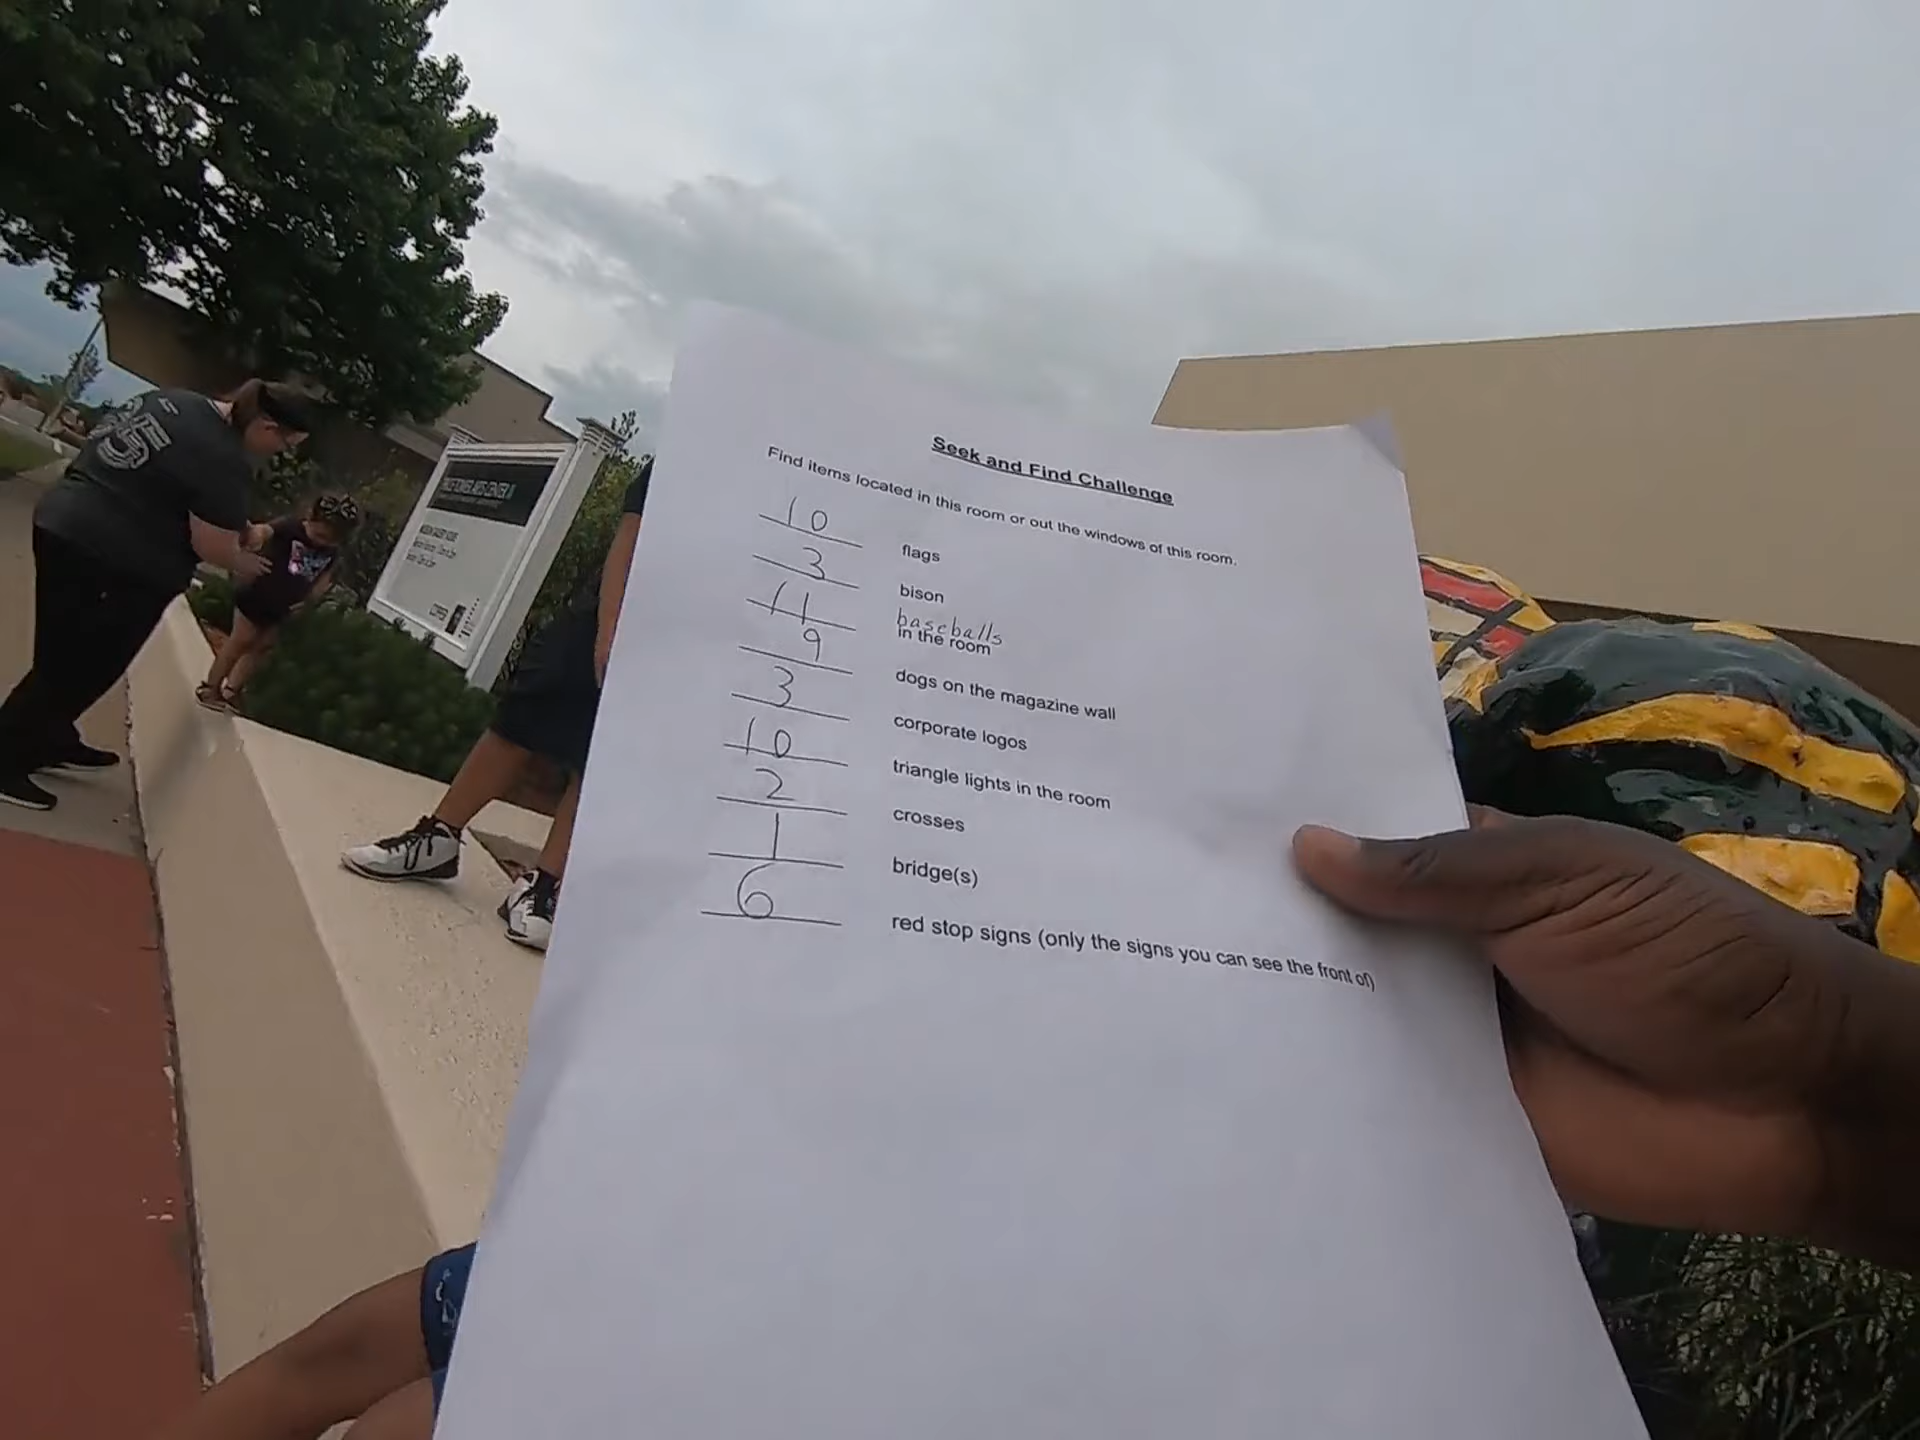 Seek and Find Challenge
Find items located in this room or out the windows of this room.
10 flags
3 bison
11 baseballs
in the room
9 dogs on the magazine wall
3 corporate logos
10 triangle lights in the room
2 crosses
1 bridge(s)
6 red stop signs (only the signs you can see the front of)
35